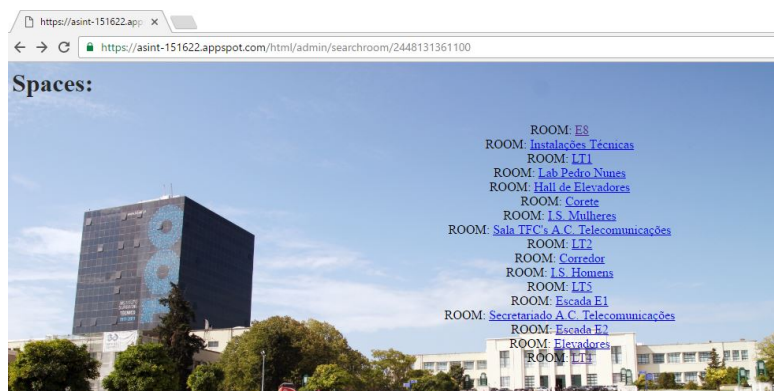 https://asint-151622.app
https://asint-151622.appspot.com/html/admin/searchroom/2448131361100
Spaces:
ROOM: E8
ROOM: Instalações Técnicas
ROOM: LT1
ROOM: Lab Pedro Nunes
ROOM: Hall de Elevadores
ROOM: Corete
ROOM: I.S. Mulheres
ROOM: Sala TFC's A.C. Telecomunicações
ROOM: LT2
ROOM: Corredor
ROOM: I.S. Homens
ROOM: LT5
ROOM: Escada E1
ROOM: Secretariado A.C. Telecomunicações
ROOM: Escada E2
ROOM: Elevadores
ROOM: LT4